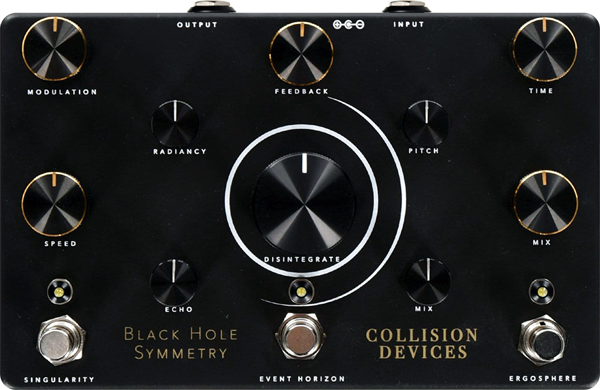 OUTPUT
INPUT
MODULATION
FEEDBACK
TIME
RADIANCY
PITCH
SPEED
DISINTEGRATE
MIX
ECHO
MIX
BLACK HOLE
SYMMETRY
COLLISION
DEVICES
SINGULARITY
EVENT HORIZON
ERGOSPHERE